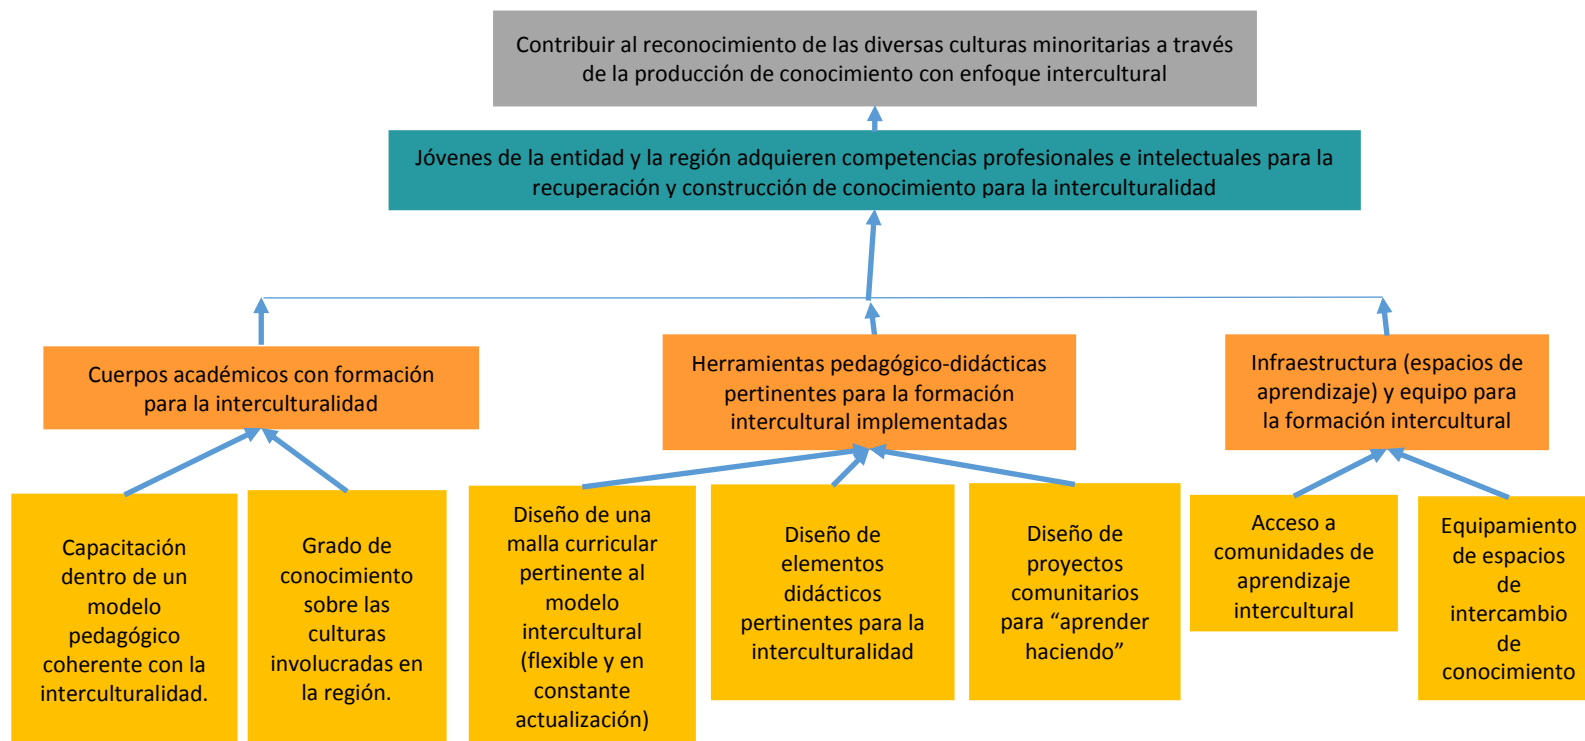 Contribuir al reconocimiento de las diversas culturas minoritarias a través
de la producción de conocimiento con enfoque intercultural
Jóvenes de la entidad y la región adquieren competencias profesionales e intelectuales para la
recuperación y construcción de conocimiento para la interculturalidad
Cuerpos académicos con formación
para la interculturalidad
Herramientas pedagógico-didácticas
pertinentes para la formación
intercultural implementadas
Infraestructura (espacios de
aprendizaje) y equipo para
la formación intercultural
Capacitación
dentro de un
modelo
pedagógico
coherente con la
interculturalidad.
Grado de
conocimiento
sobre las
culturas
involucradas en
la región.
Diseño de una
malla curricular
pertinente al
modelo
intercultural
(flexible y en
constante
actualización)
Diseño de
elementos
didácticos
pertinentes para la
interculturalidad
Diseño de
proyectos
comunitarios
para “aprender
haciendo”
Acceso a
comunidades de
aprendizaje
intercultural
Equipamiento
de espacios
de
intercambio
de
conocimiento